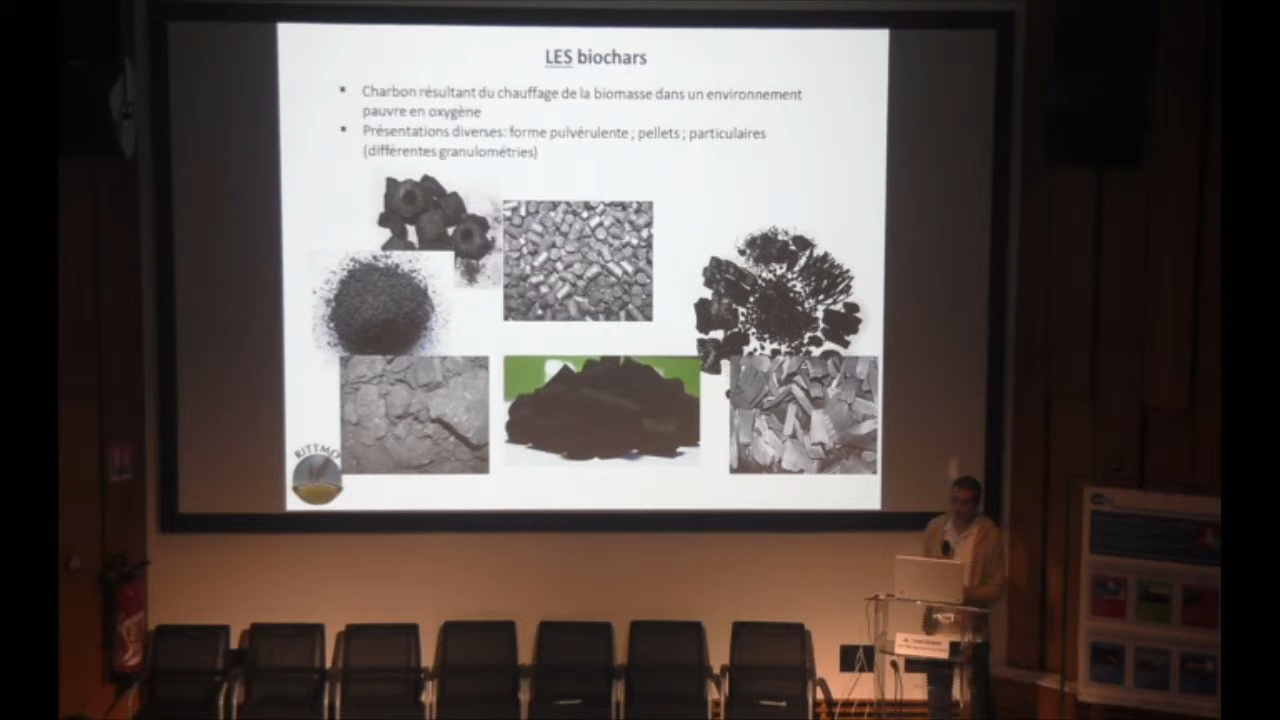 LES biochars
▪ Charbon résultant du chauffage de la biomasse dans un environnement
pauvre en oxygène
▪ Présentations diverses: forme pulvérulente ; pellets ; particulaires
(différentes granulométries)
RITTMO